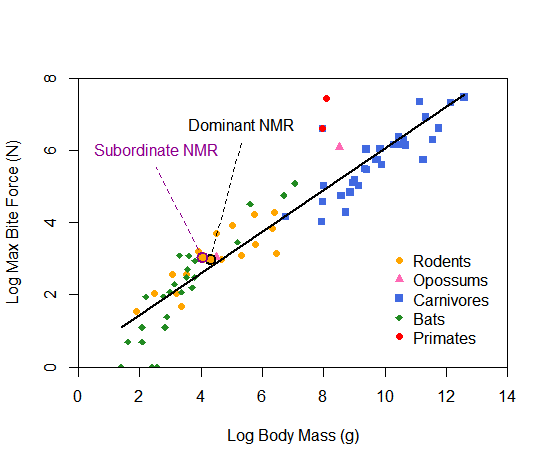 Dominant NMR
Subordinate NMR
Log Max Bite Force (N)
8
6
4
2
0
Rodents
Opossums
Carnivores
Bats
Primates
0 2 4 6 8 10 12 14
Log Body Mass (g)